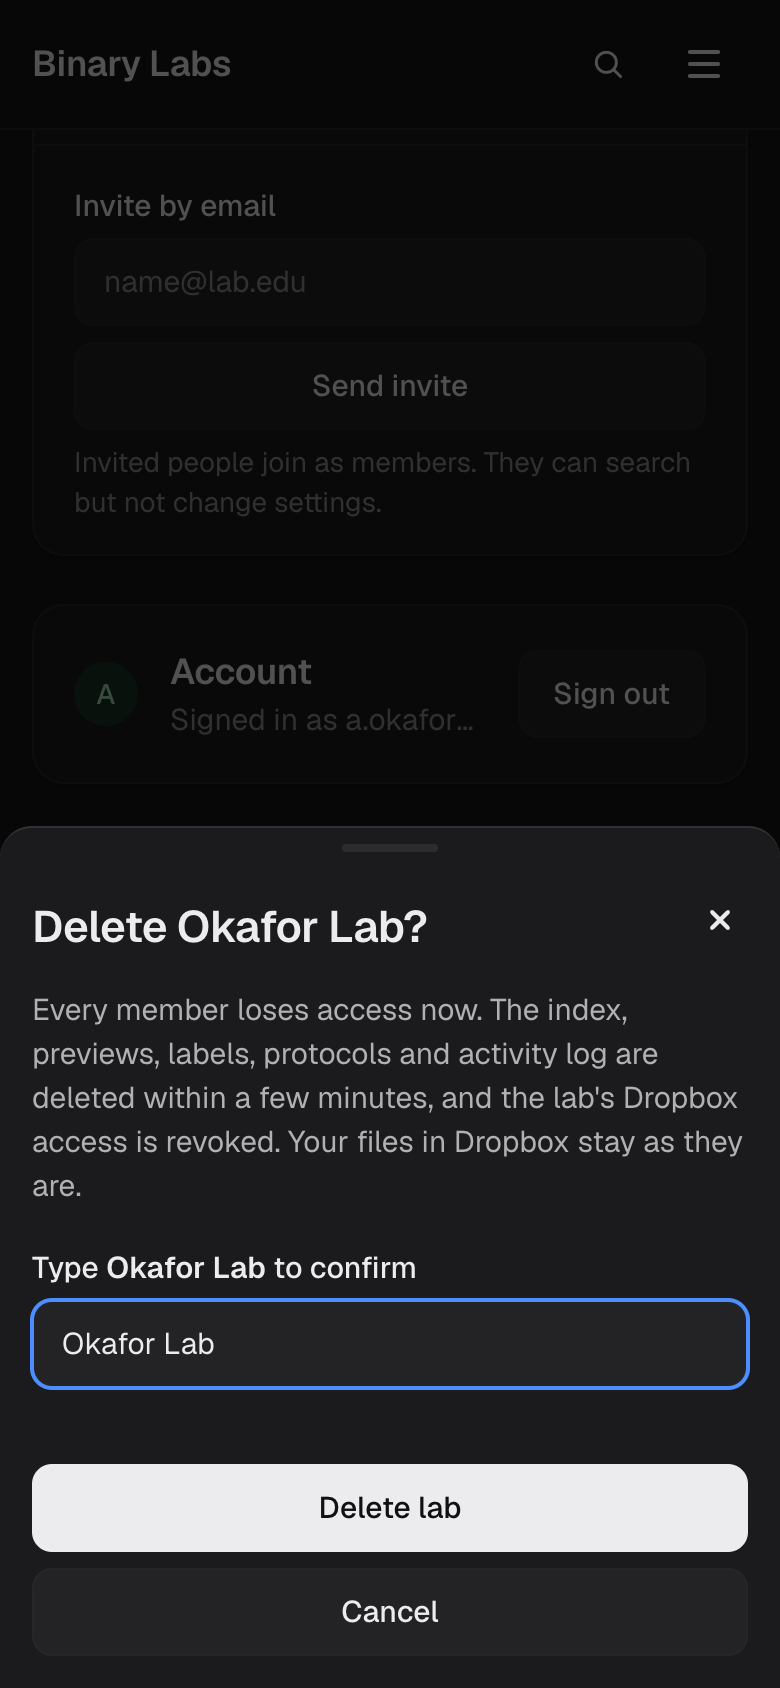 Binary Labs
Invite by email
name@lab.edu
Send invite
Invited people join as members. They can search
but not change settings.
A
Account
Signed in as a.okafor...
Sign out
Delete Okafor Lab?
Every member loses access now. The index,
previews, labels, protocols and activity log are
deleted within a few minutes, and the lab's Dropbox
access is revoked. Your files in Dropbox stay as they
are.
Type Okafor Lab to confirm
Okafor Lab
Delete lab
Cancel